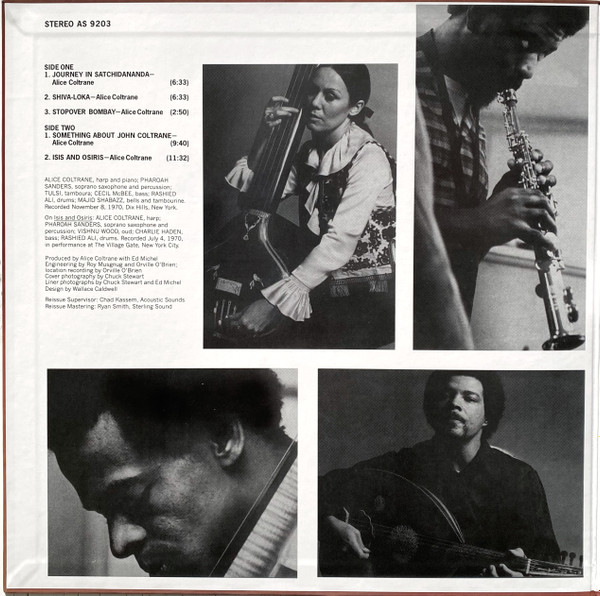 STEREO AS 9203
SIDE ONE
1. JOURNEY IN SATCHIDANANDA—
Alice Coltrane (6:33)
2. SHIVA-LOKA—Alice Coltrane (6:33)
3. STOPOVER BOMBAY—Alice Coltrane (2:50)
SIDE TWO
1. SOMETHING ABOUT JOHN COLTRANE—
Alice Coltrane (9:40)
2. ISIS AND OSIRIS—Alice Coltrane (11:32)
ALICE COLTRANE, harp and piano; PHAROAH
SANDERS, soprano saxophone and percussion;
TULSI, tamboura; CECIL McBEE, bass; RASHIED
ALI, drums; MAJID SHABAZZ, bells and tambourine.
Recorded November 8, 1970, Dix Hills, New York.
On Isis and Osiris: ALICE COLTRANE, harp;
PHAROAH SANDERS, soprano saxophone and
percussion; VISHNU WOOD, oud; CHARLIE HADEN,
bass; RASHIED ALI, drums. Recorded July 4, 1970,
in performance at The Village Gate, New York City.
Produced by Alice Coltrane with Ed Michel
Engineering by Roy Musgnug and Orville O'Brien;
location recording by Orville O'Brien
Cover photography by Chuck Stewart
Liner photographs by Chuck Stewart and Ed Michel
Design by Wallace Caldwell
Reissue Supervisor: Chad Kassem, Acoustic Sounds
Reissue Mastering: Ryan Smith, Sterling Sound